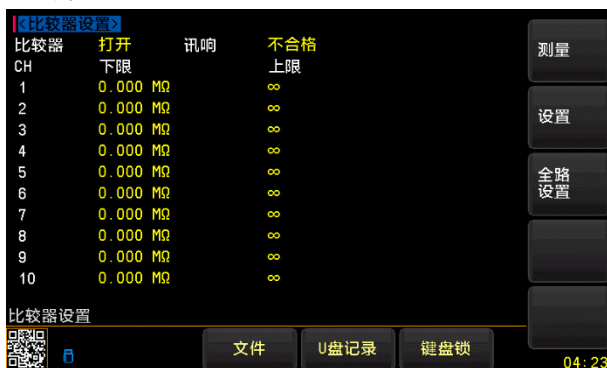 <比较器设置>
比较器 打开 讯响 不合格
CH 下限 上限
1 0.000 MΩ ∞
2 0.000 MΩ ∞
3 0.000 MΩ ∞
4 0.000 MΩ ∞
5 0.000 MΩ ∞
6 0.000 MΩ ∞
7 0.000 MΩ ∞
8 0.000 MΩ ∞
9 0.000 MΩ ∞
10 0.000 MΩ ∞
比较器设置
测量
设置
全路
设置
文件 U盘记录 键盘锁
04:23